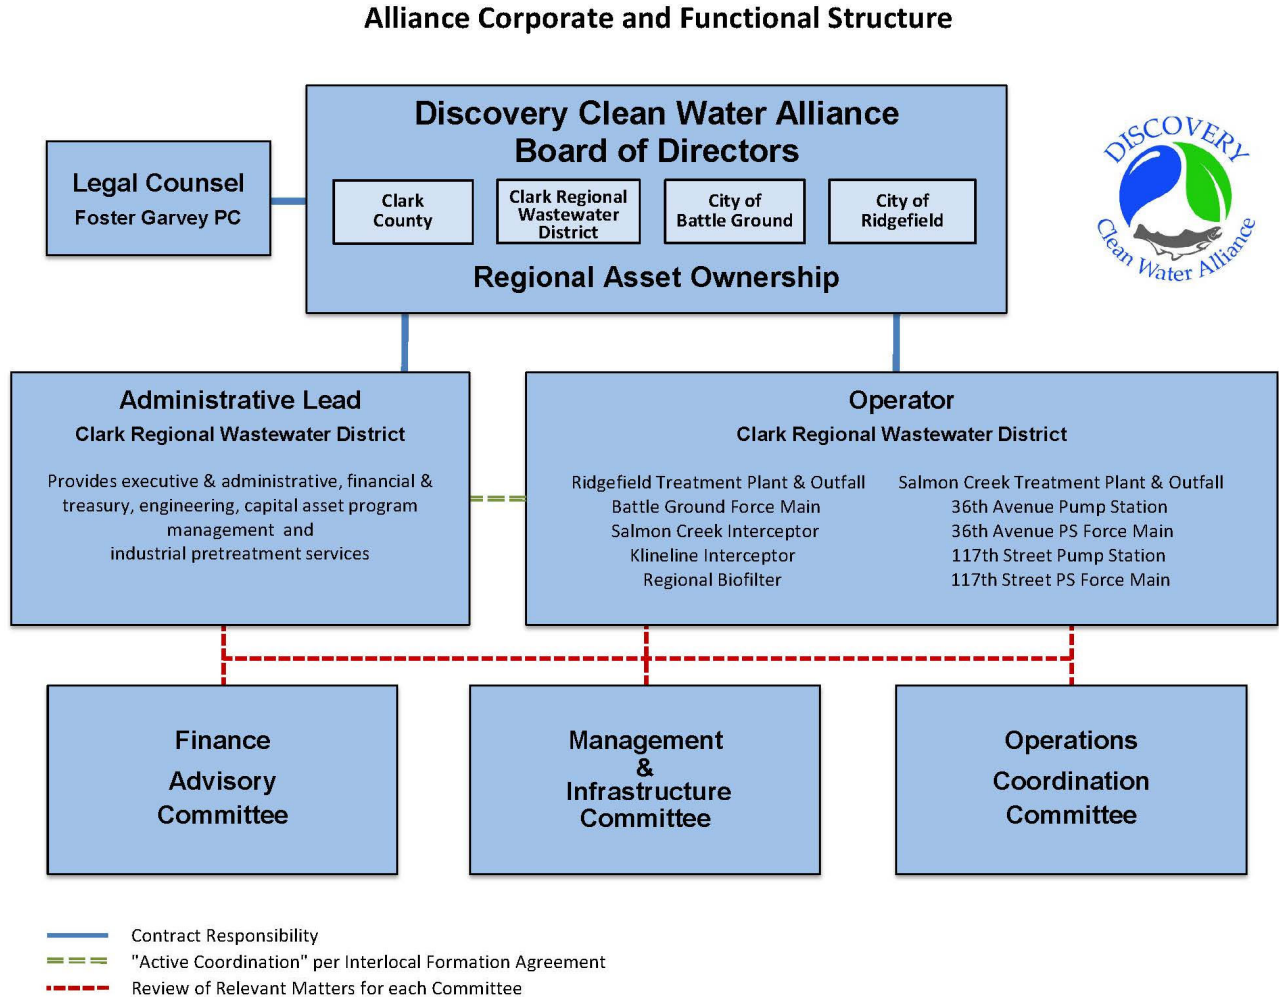 Alliance Corporate and Functional Structure
Discovery Clean Water Alliance
Board of Directors
Legal Counsel
Foster Garvey PC
Clark
County
Clark Regional
Wastewater
District
City of
Battle Ground
City of
Ridgefield
Regional Asset Ownership
DISCOVERY
Clean Water Alliance
Administrative Lead
Clark Regional Wastewater District
Provides executive & administrative, financial &
treasury, engineering, capital asset program
management and
industrial pretreatment services
Operator
Clark Regional Wastewater District
Ridgefield Treatment Plant & Outfall
Battle Ground Force Main
Salmon Creek Interceptor
Klineline Interceptor
Regional Biofilter
Salmon Creek Treatment Plant & Outfall
36th Avenue Pump Station
36th Avenue PS Force Main
117th Street Pump Station
117th Street PS Force Main
Finance
Advisory
Committee
Management
&
Infrastructure
Committee
Operations
Coordination
Committee
Contract Responsibility
"Active Coordination" per Interlocal Formation Agreement
Review of Relevant Matters for each Committee